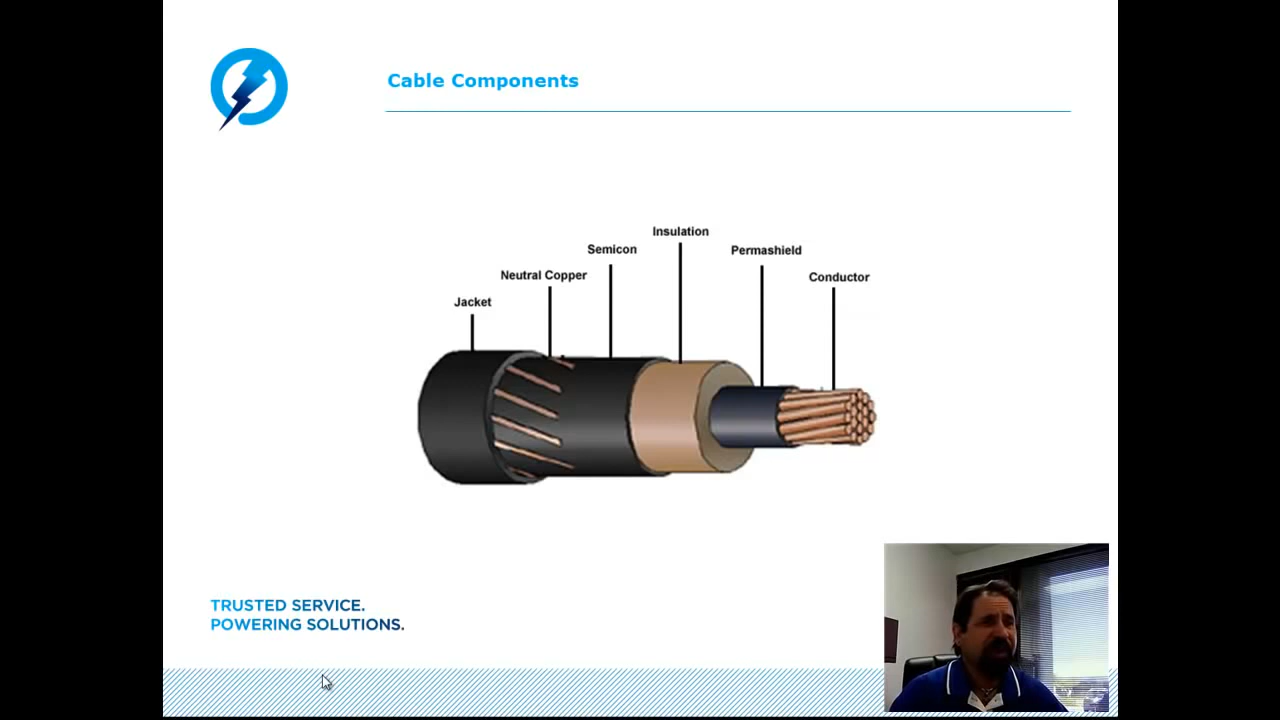 Cable Components
Insulation
Semicon
Permashield
Neutral Copper
Conductor
Jacket
TRUSTED SERVICE.
POWERING SOLUTIONS.